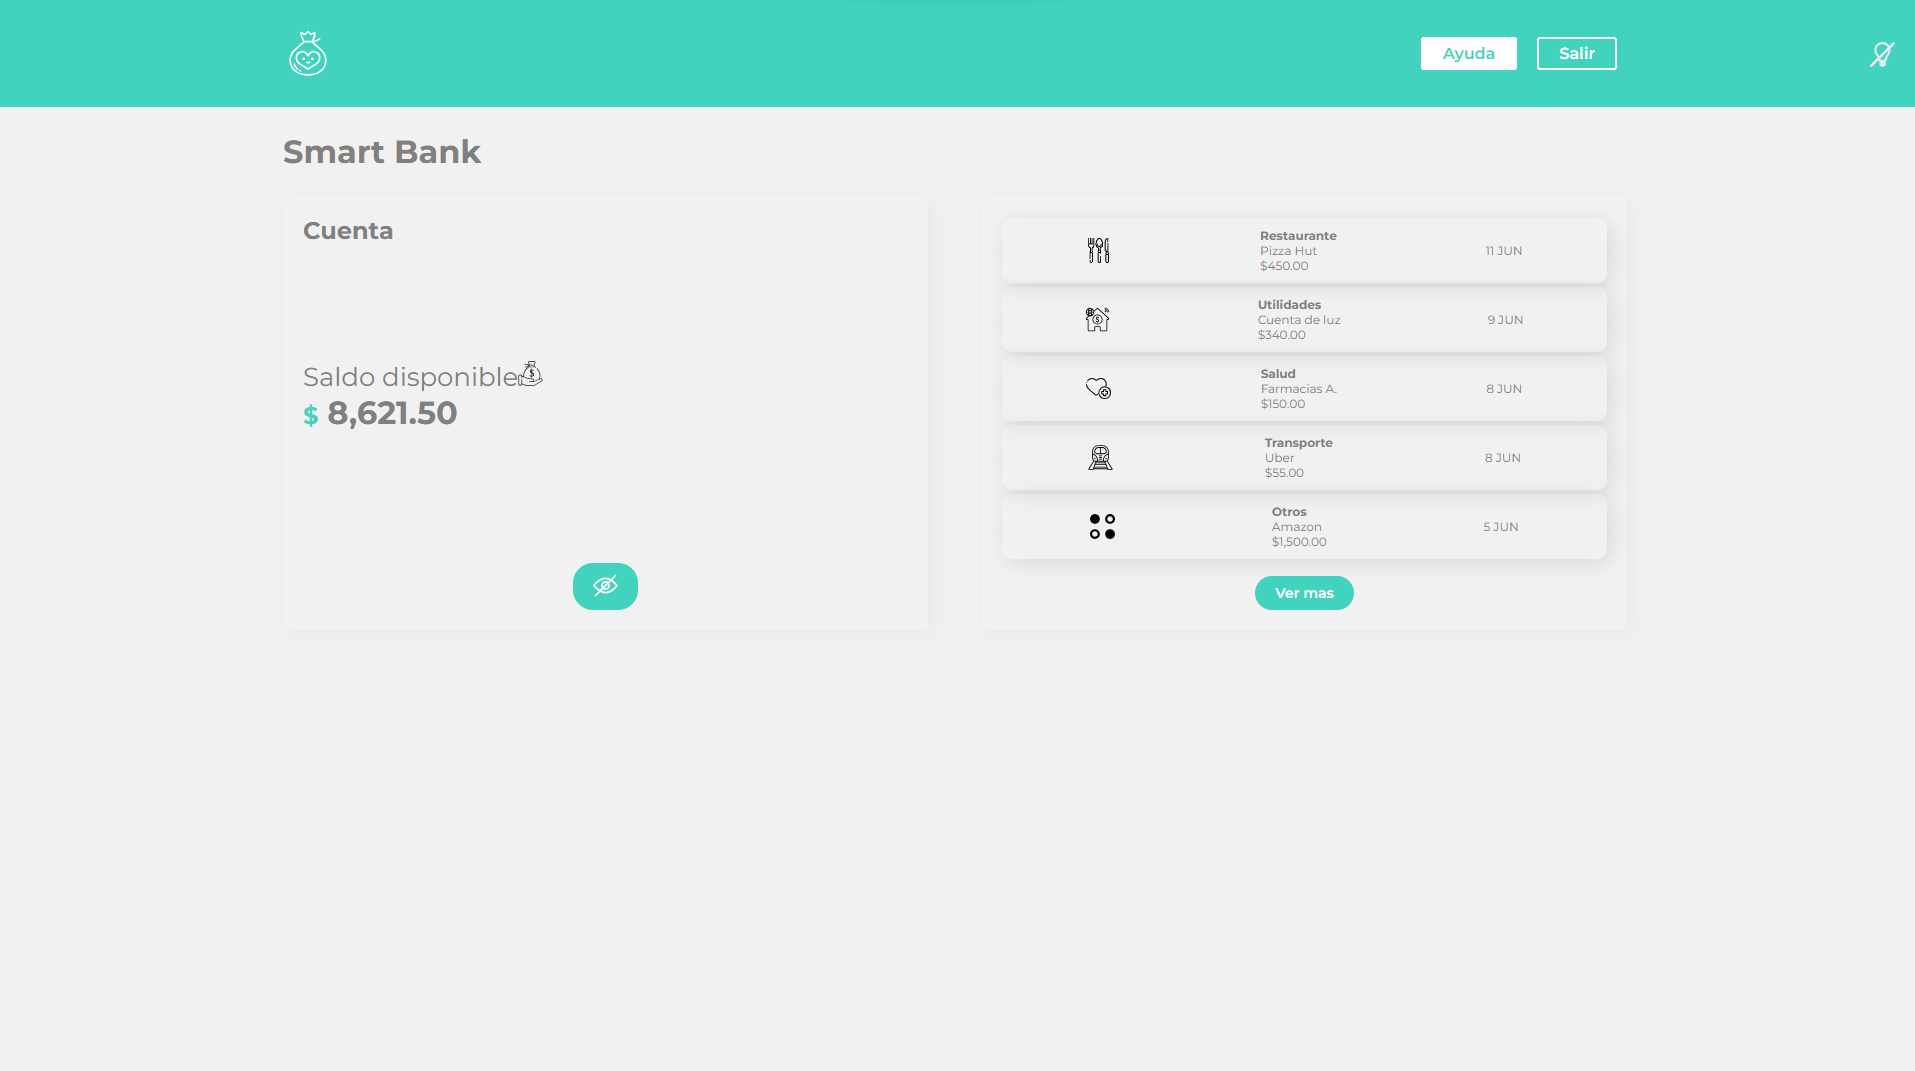 Ayuda
Salir
Smart Bank
Cuenta
Saldo disponible
$ 8,621.50
Restaurante
Pizza Hut
$450.00
11 JUN
Utilidades
Cuenta de luz
$340.00
9 JUN
Salud
Farmacias A.
$150.00
8 JUN
Transporte
Uber
$55.00
8 JUN
Otros
Amazon
$1,500.00
5 JUN
Ver mas